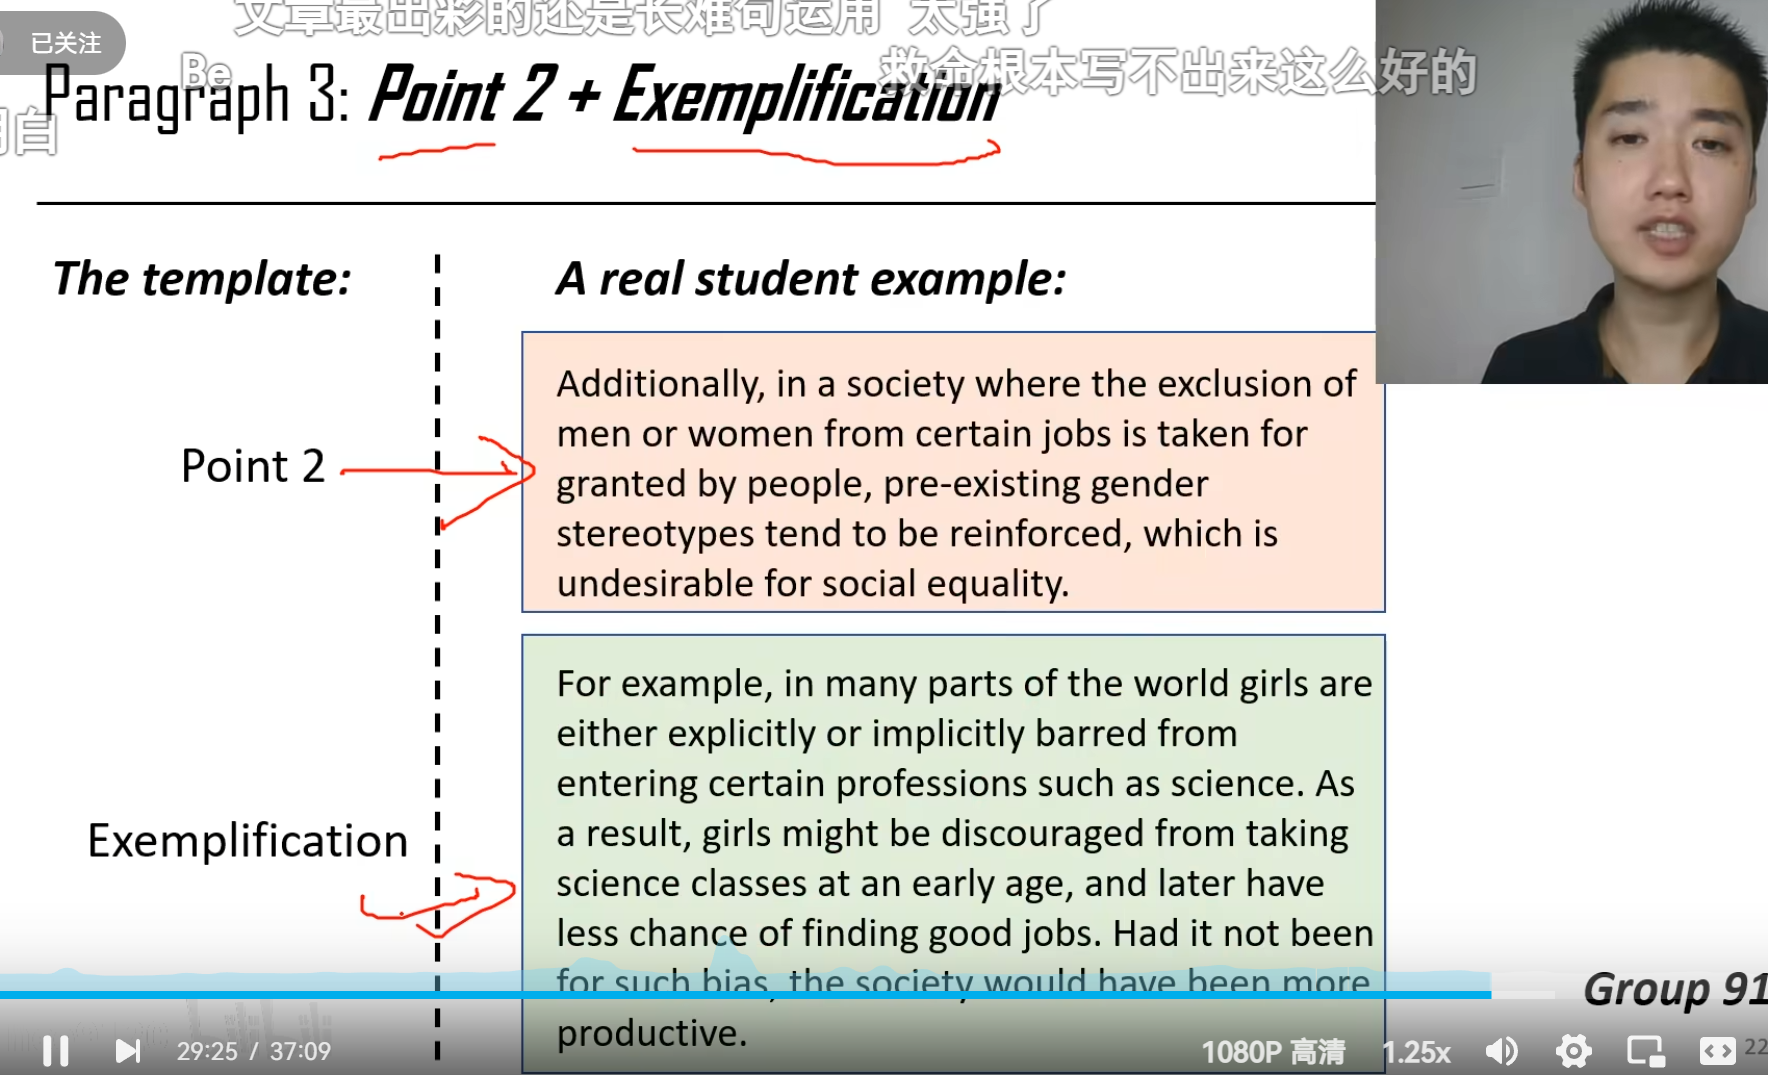 文章最出彩的还是长难句运用 太强了
已关注
救命根本写不出来这么好的
Be
Paragraph 3: Point 2 + Exemplification
明白
The template:
A real student example:
Point 2
Additionally, in a society where the exclusion of
men or women from certain jobs is taken for
granted by people, pre-existing gender
stereotypes tend to be reinforced, which is
undesirable for social equality.
Exemplification
For example, in many parts of the world girls are
either explicitly or implicitly barred from
entering certain professions such as science. As
a result, girls might be discouraged from taking
science classes at an early age, and later have
less chance of finding good jobs. Had it not been
for such bias, the society would have been more
productive.
Group 91
29:25 / 37:09
1080P 高清
1.25x
22